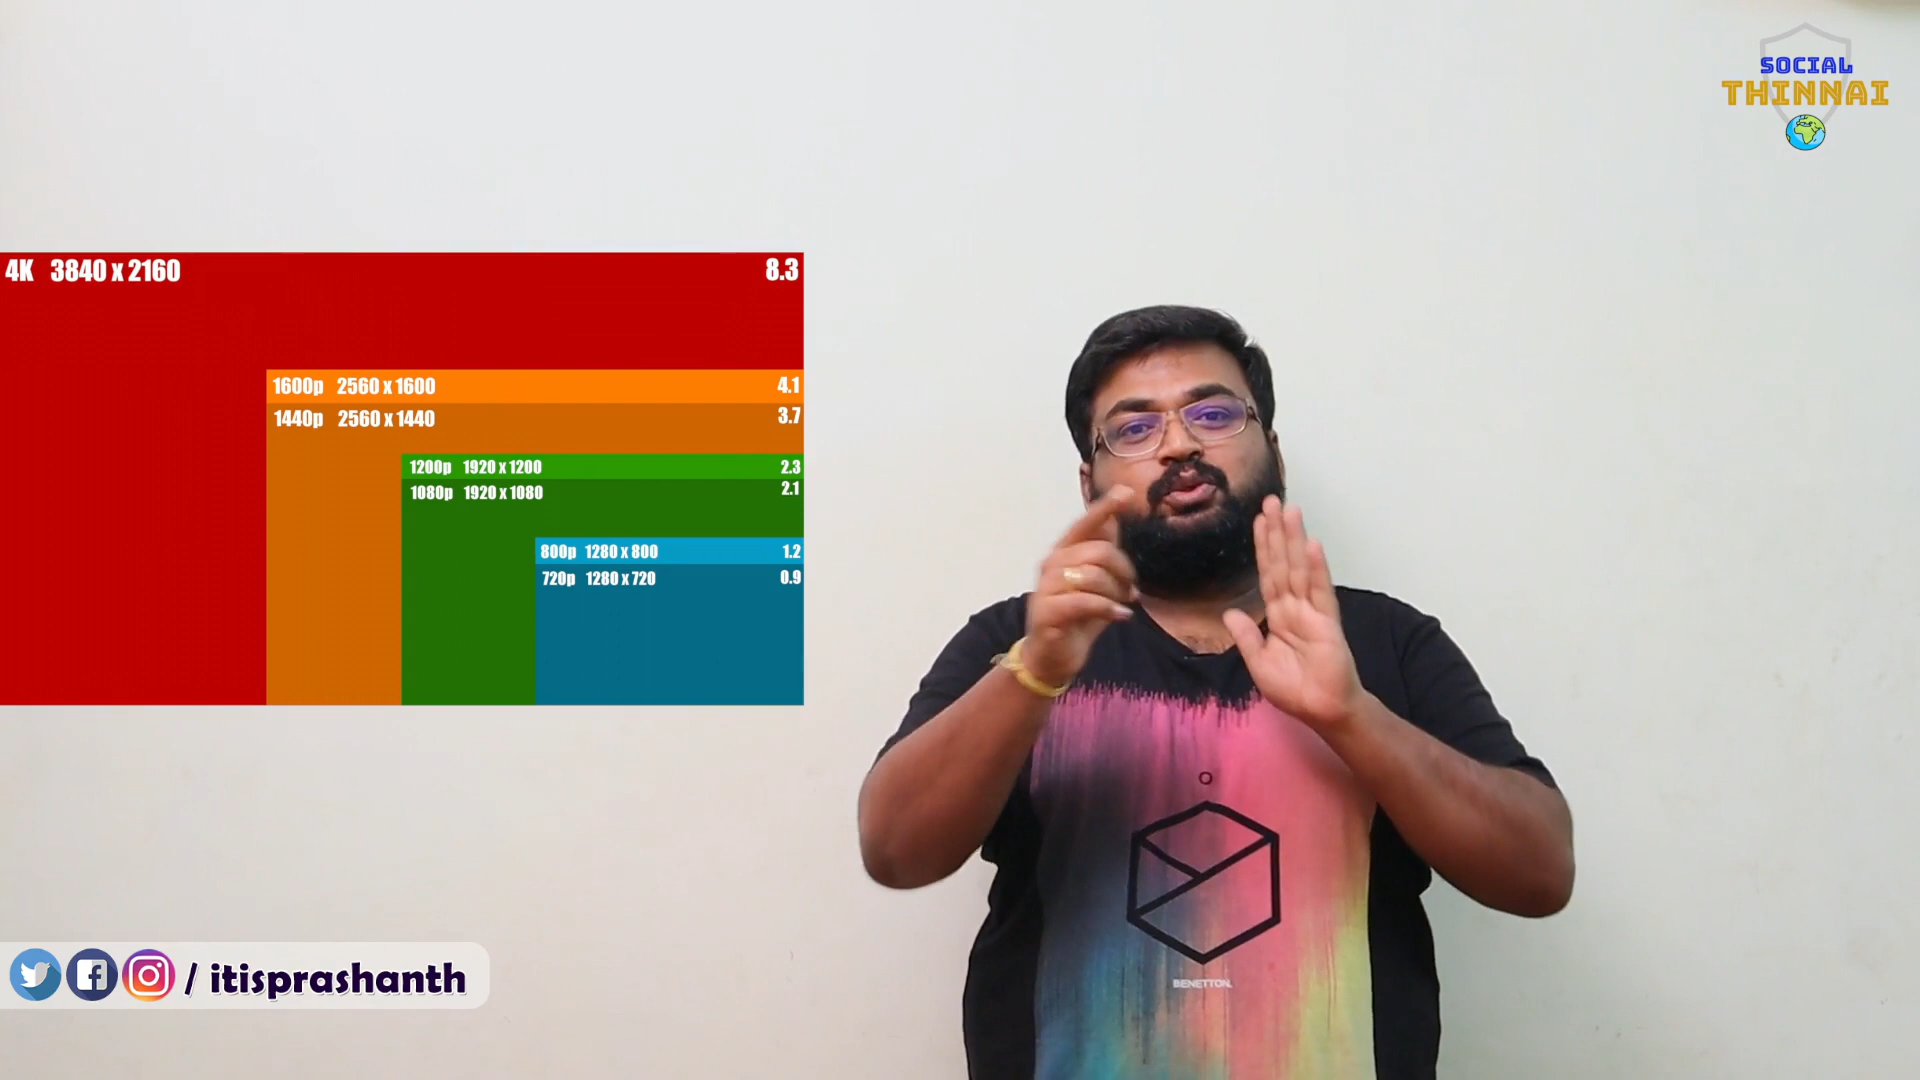 SOCIAL
THINNAI
4K 3840 x 2160 8.3
1600p 2560 x 1600 4.1
1440p 2560 x 1440 3.7
1200p 1920 x 1200 2.3
1080p 1920 x 1080 2.1
800p 1280 x 800 1.2
720p 1280 x 720 0.9
BENETTON.
/ itisprashanth